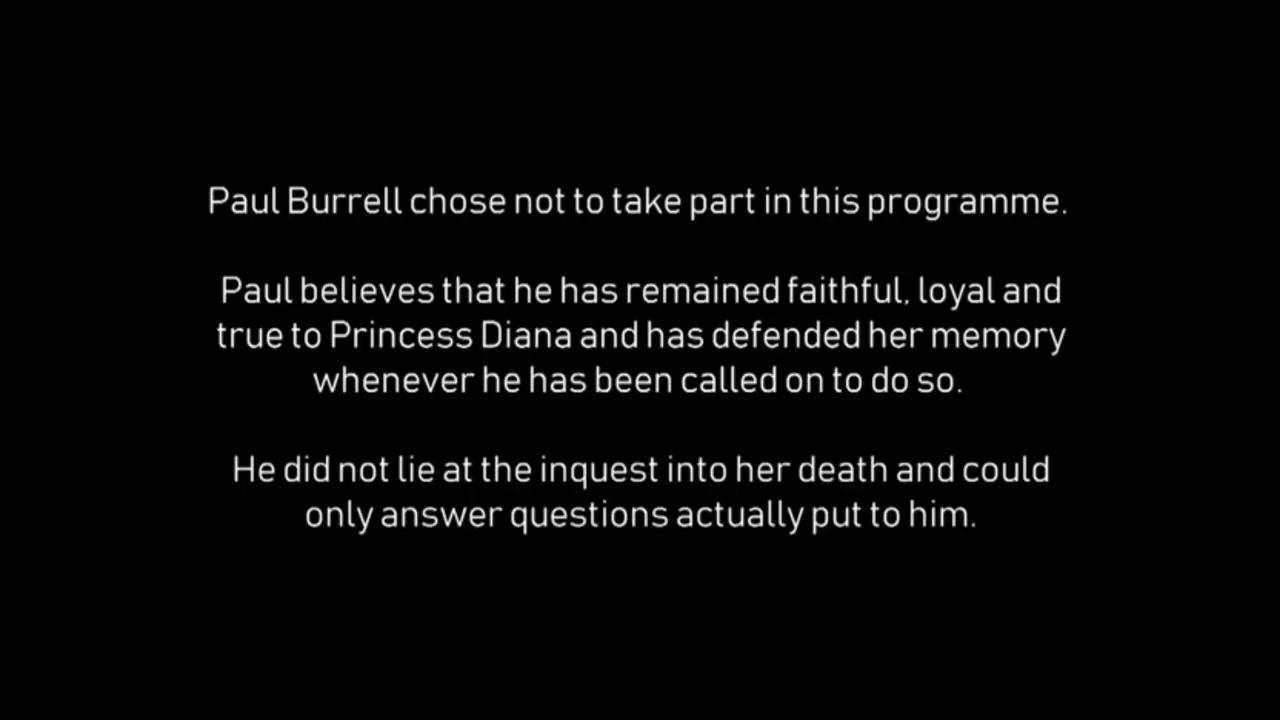 Paul Burrell chose not to take part in this programme.
Paul believes that he has remained faithful, loyal and
true to Princess Diana and has defended her memory
whenever he has been called on to do so.
He did not lie at the inquest into her death and could
only answer questions actually put to him.